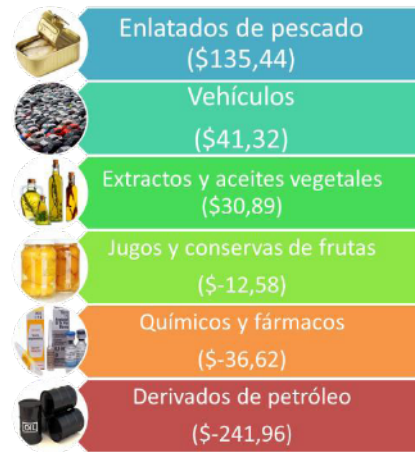 Enlatados de pescado
($135,44)
Vehículos
($41,32)
Extractos y aceites vegetales
($30,89)
Jugos y conservas de frutas
($-12,58)
Químicos y fármacos
($-36,62)
Derivados de petróleo
($-241,96)
OIL